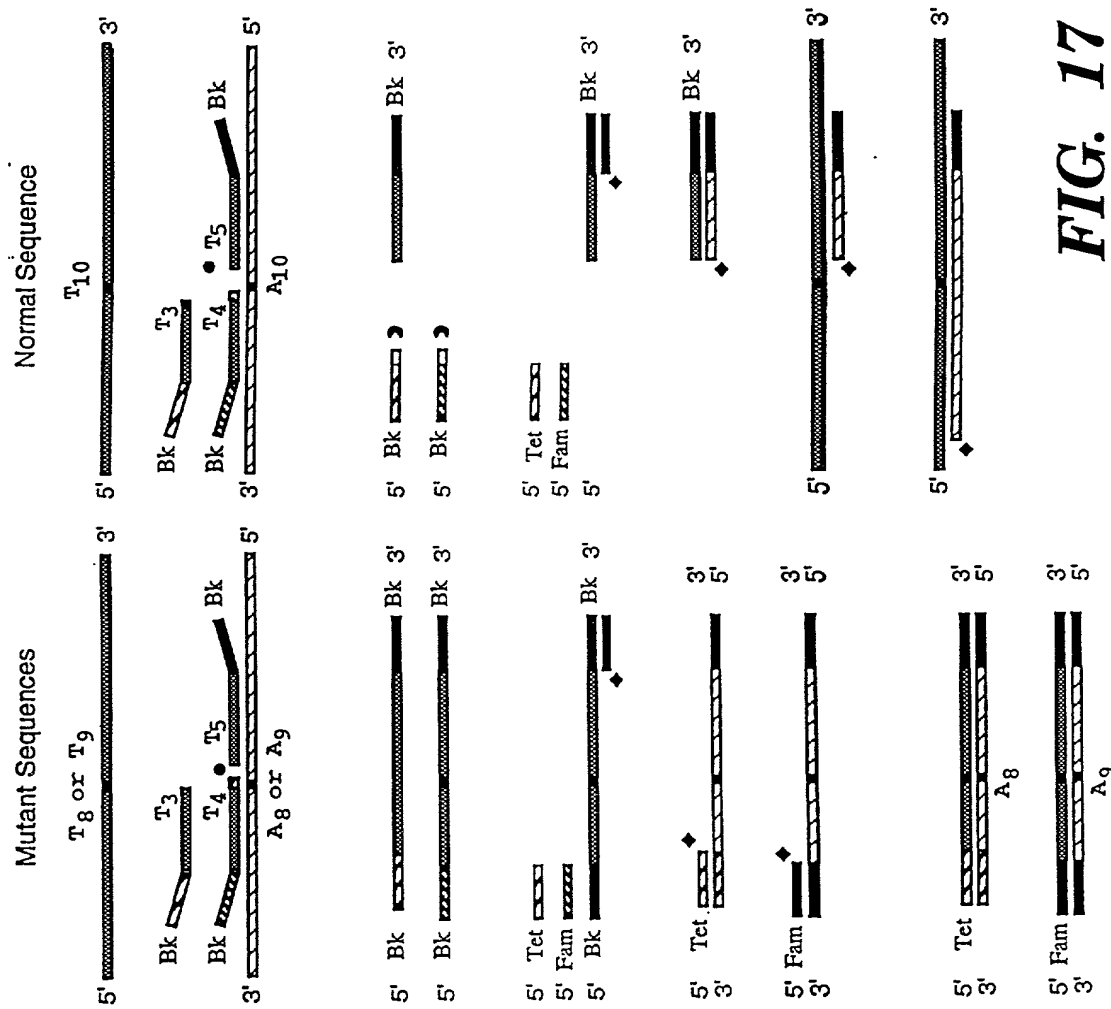 Mutant Sequences
T8 or T9
5' 3'
Bk T3
Bk T4 T5 Bk
3' 5'
A8 or A9
5' Bk Bk 3'
5' Bk Bk 3'
5' Tet
5' Fam
5' Bk Bk 3'
5' Tet 3'
3' 5'
5' Fam 3'
3' 5'
5' Tet 3'
3' 5'
A8
5' Fam 3'
3' 5'
A9
Normal Sequence
T10
5' 3'
Bk T3
Bk T4 T5 Bk
3' 5'
A10
5' Bk Bk 3'
5' Bk
5' Tet
5' Fam
5' Bk 3'
Bk 3'
5' 3'
5' 3'
FIG. 17